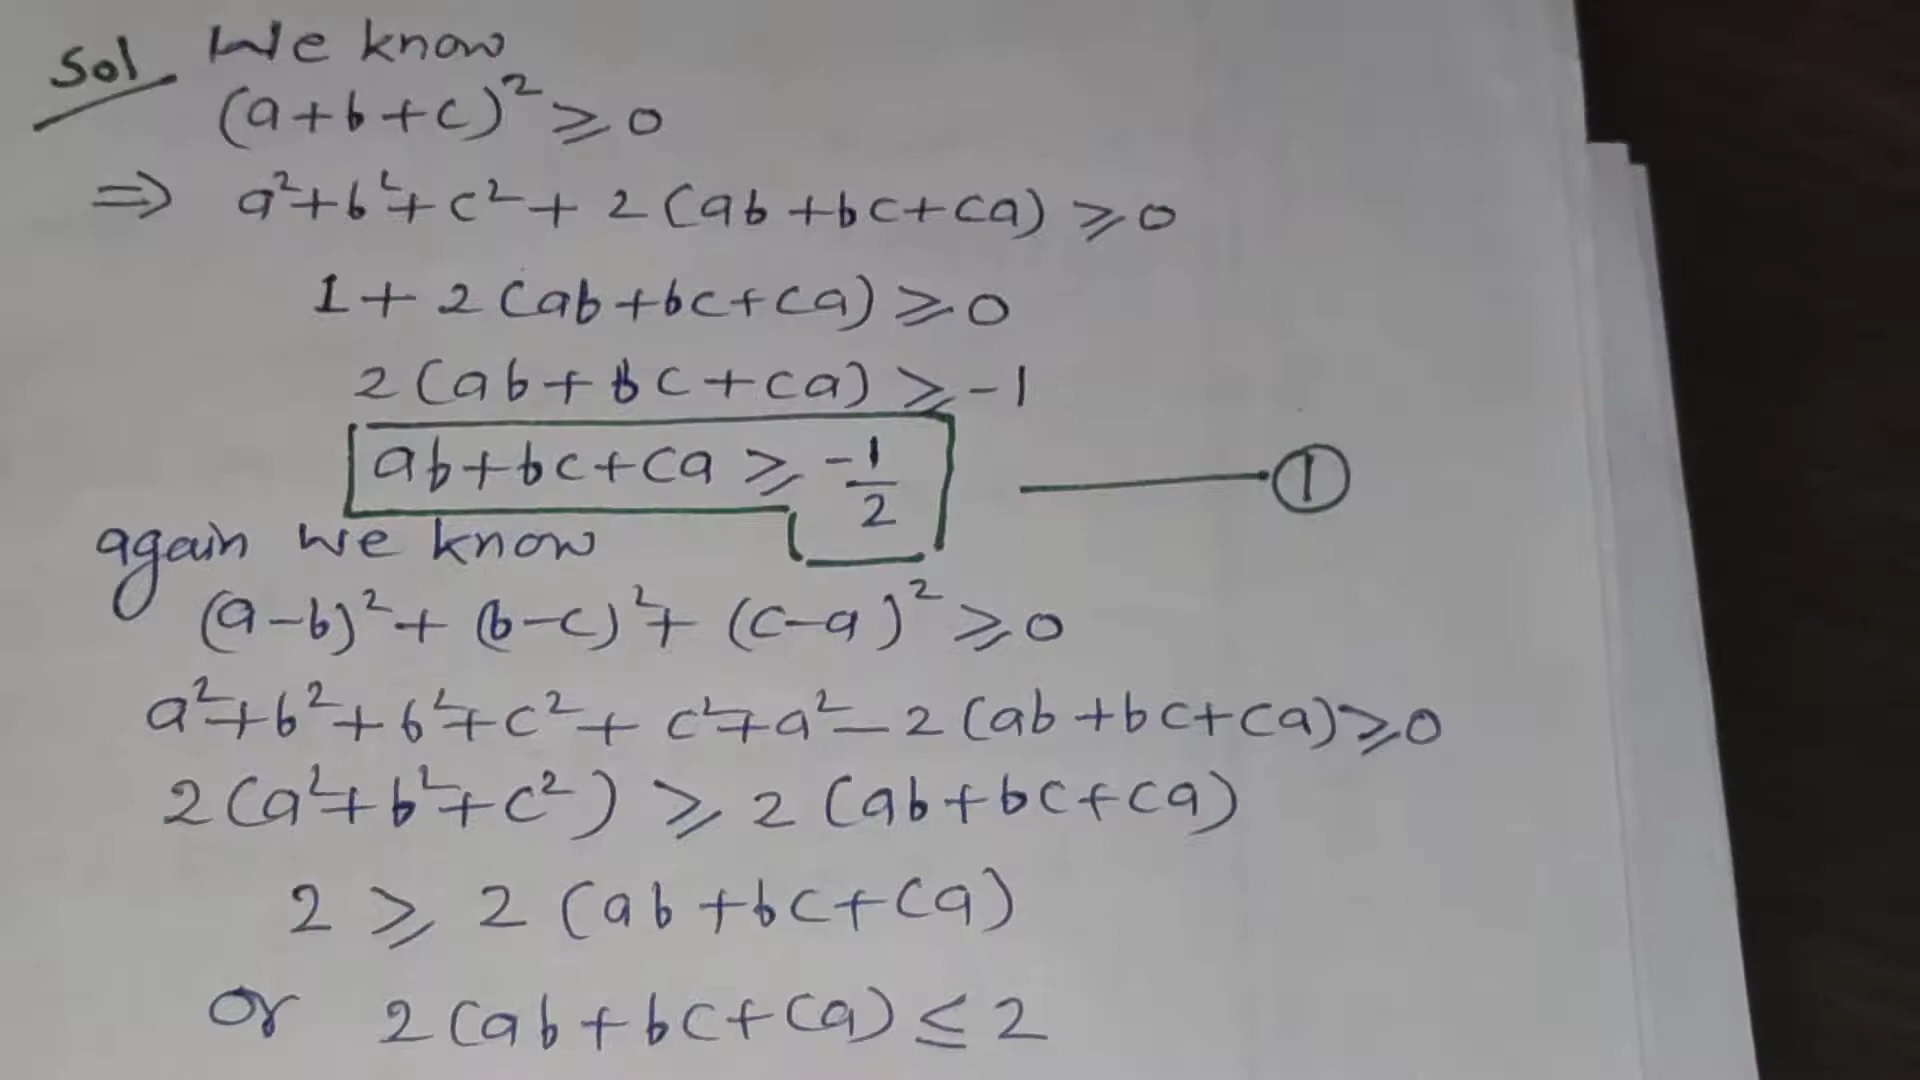 Sol. We know
(a+b+c)² ≥ 0
⇒ a²+b²+c²+2(ab+bc+ca) ≥ 0
1+2(ab+bc+ca) ≥ 0
2(ab+bc+ca) ≥ -1
ab+bc+ca ≥ -1/2 —— ①
again we know
(a-b)²+(b-c)²+(c-a)² ≥ 0
a²+b²+b²+c²+c²+a²-2(ab+bc+ca) ≥ 0
2(a²+b²+c²) ≥ 2(ab+bc+ca)
2 ≥ 2(ab+bc+ca)
or 2(ab+bc+ca) ≤ 2